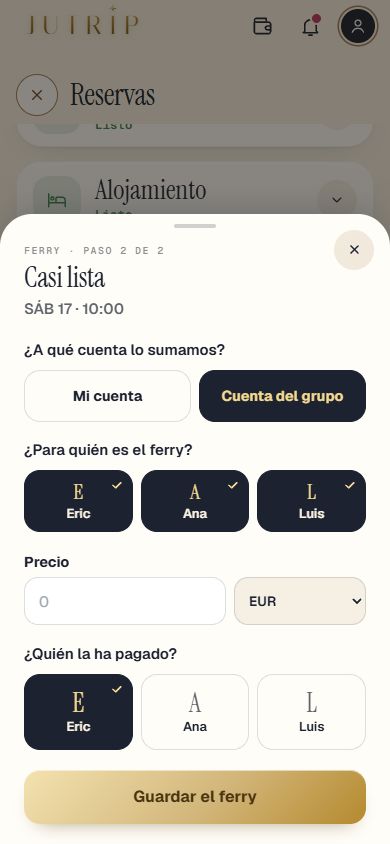 JUTRIP
Reservas
Listo
Alojamiento
Listo
FERRY · PASO 2 DE 2
Casi lista
SÁB 17 · 10:00
¿A qué cuenta lo sumamos?
Mi cuenta
Cuenta del grupo
¿Para quién es el ferry?
E
Eric
A
Ana
L
Luis
Precio
0
EUR
¿Quién la ha pagado?
E
Eric
A
Ana
L
Luis
Guardar el ferry